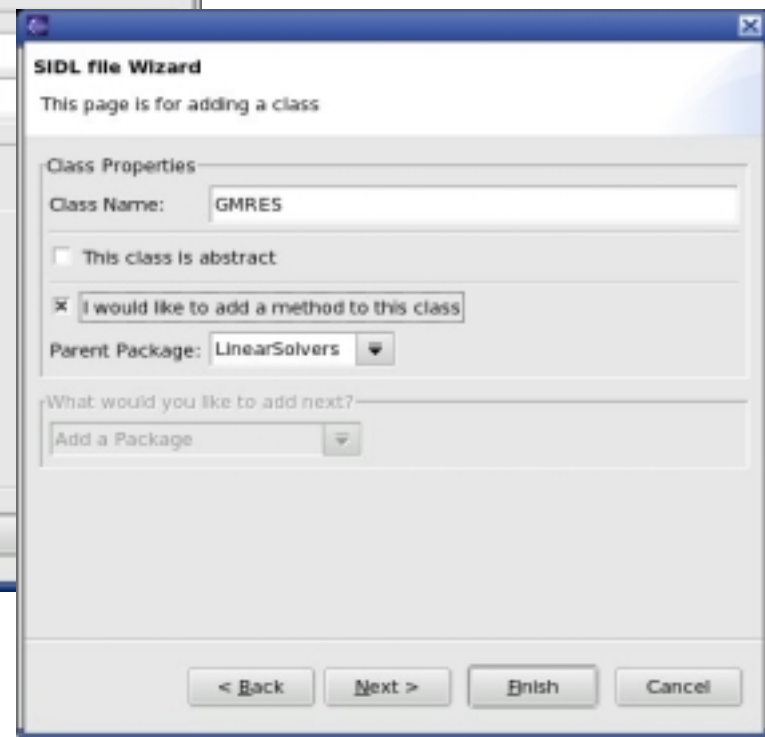 SIDL file Wizard
This page is for adding a class
Class Properties
Class Name: GMRES
This class is abstract
I would like to add a method to this class
Parent Package: LinearSolvers
What would you like to add next?
Add a Package
< Back Next > Finish Cancel